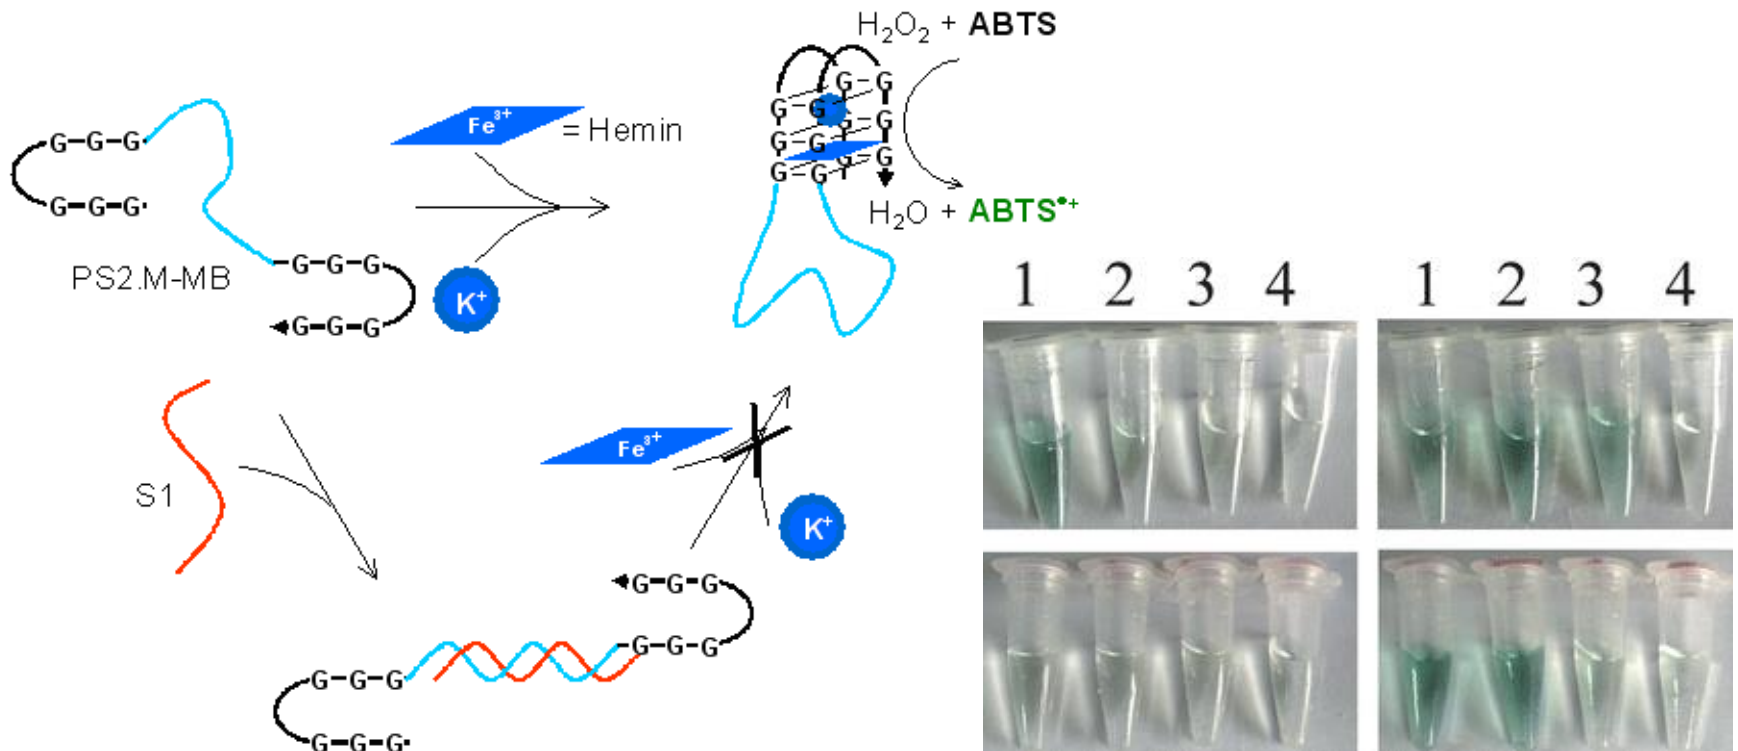 H₂O₂ + ABTS
Fe³⁺ = Hemin
G-G-G
G-G-G
PS2.M-MB
G-G-G
G-G-G
K⁺
G-G
G-G
G
G
G
G
G
G
G-G
H₂O + ABTS•⁺
S1
Fe³⁺
K⁺
G-G-G
G-G-G
G-G-G
G-G-G
1 2 3 4
1 2 3 4